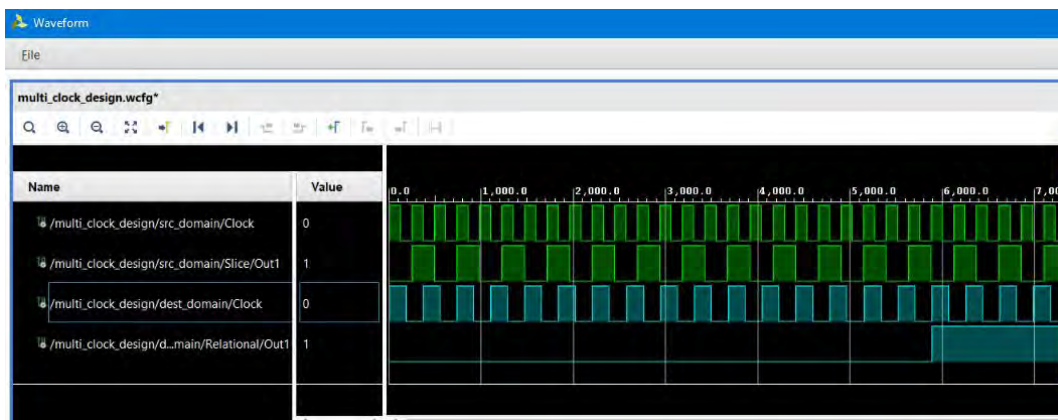 Waveform
File
multi_clock_design.wcfg*
Name Value
0.0 1,000.0 2,000.0 3,000.0 4,000.0 5,000.0 6,000.0 7,00
/multi_clock_design/src_domain/Clock 0
/multi_clock_design/src_domain/Slice/Out1 1
/multi_clock_design/dest_domain/Clock 0
/multi_clock_design/d...main/Relational/Out1 1